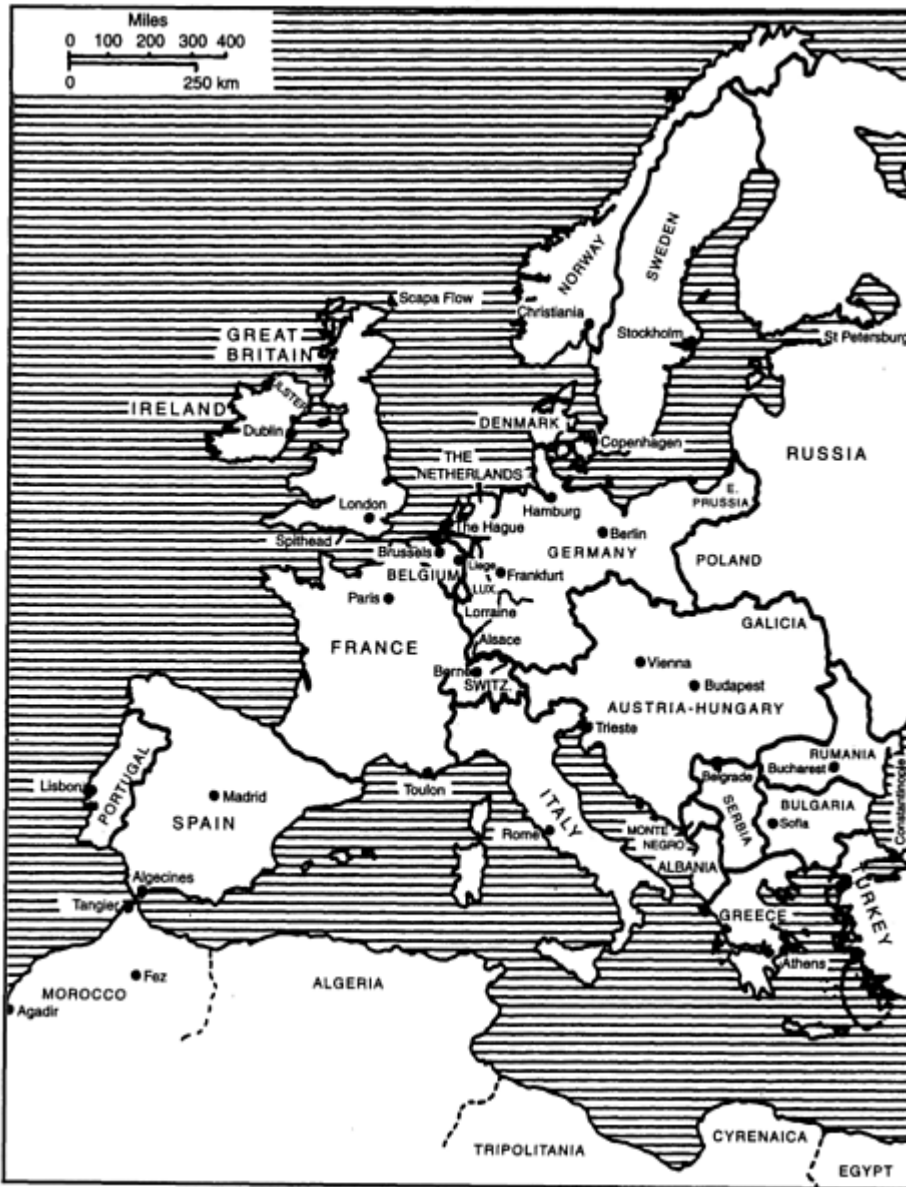 Miles
0 100 200 300 400
0 250 km
NORWAY
SWEDEN
Scapa Flow
Christiania
GREAT
BRITAIN
Stockholm
St Petersburg
ULSTER
IRELAND
Dublin
DENMARK
Copenhagen
RUSSIA
THE
NETHERLANDS
E.
PRUSSIA
London
Hamburg
Spithead
The Hague
Berlin
Brussels
GERMANY
POLAND
BELGIUM
Liege
Frankfurt
LUX.
Paris
Lorraine
GALICIA
Alsace
FRANCE
Vienna
Berne
SWITZ.
Budapest
AUSTRIA-HUNGARY
Trieste
RUMANIA
PORTUGAL
Lisbon
Toulon
Belgrade
Bucharest
Constantinople
Madrid
ITALY
SERBIA
BULGARIA
SPAIN
Rome
MONTE
NEGRO
Sofia
ALBANIA
Algecines
TURKEY
Tangier
GREECE
Athens
Fez
ALGERIA
MOROCCO
Agadir
TRIPOLITANIA
CYRENAICA
EGYPT